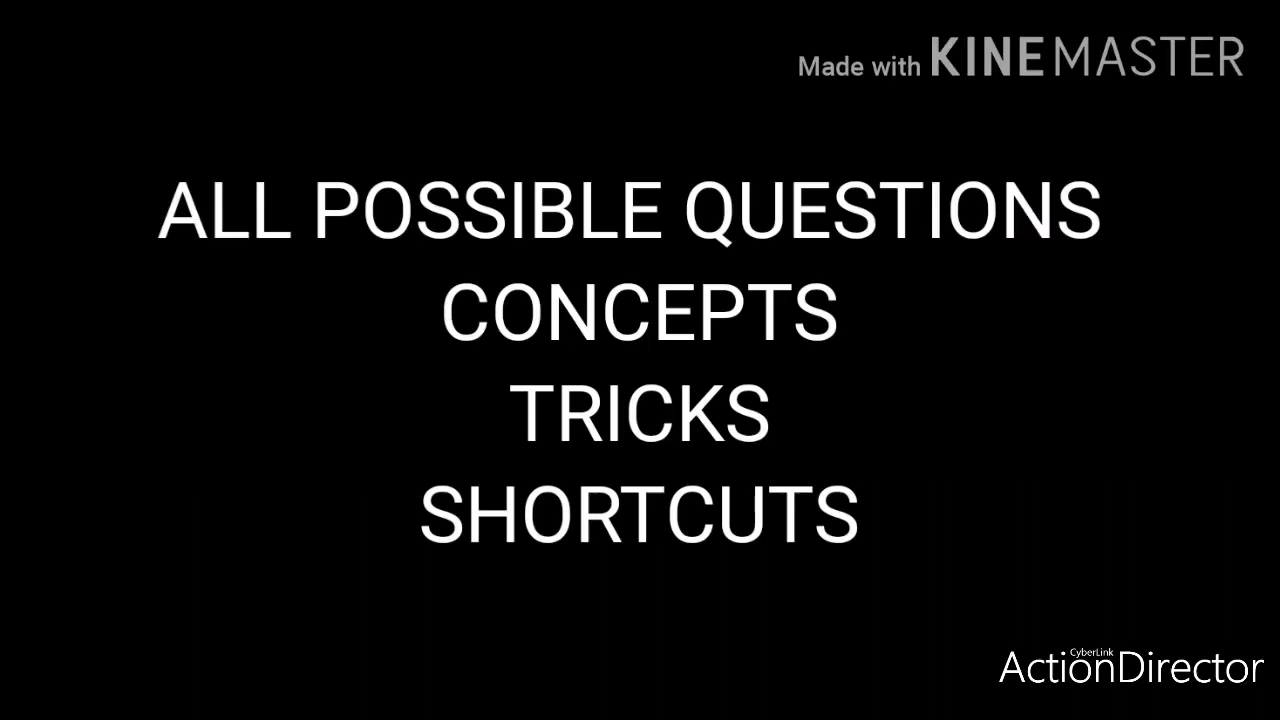 Made with KINEMASTER
ALL POSSIBLE QUESTIONS
CONCEPTS
TRICKS
SHORTCUTS
CyberLink
ActionDirector